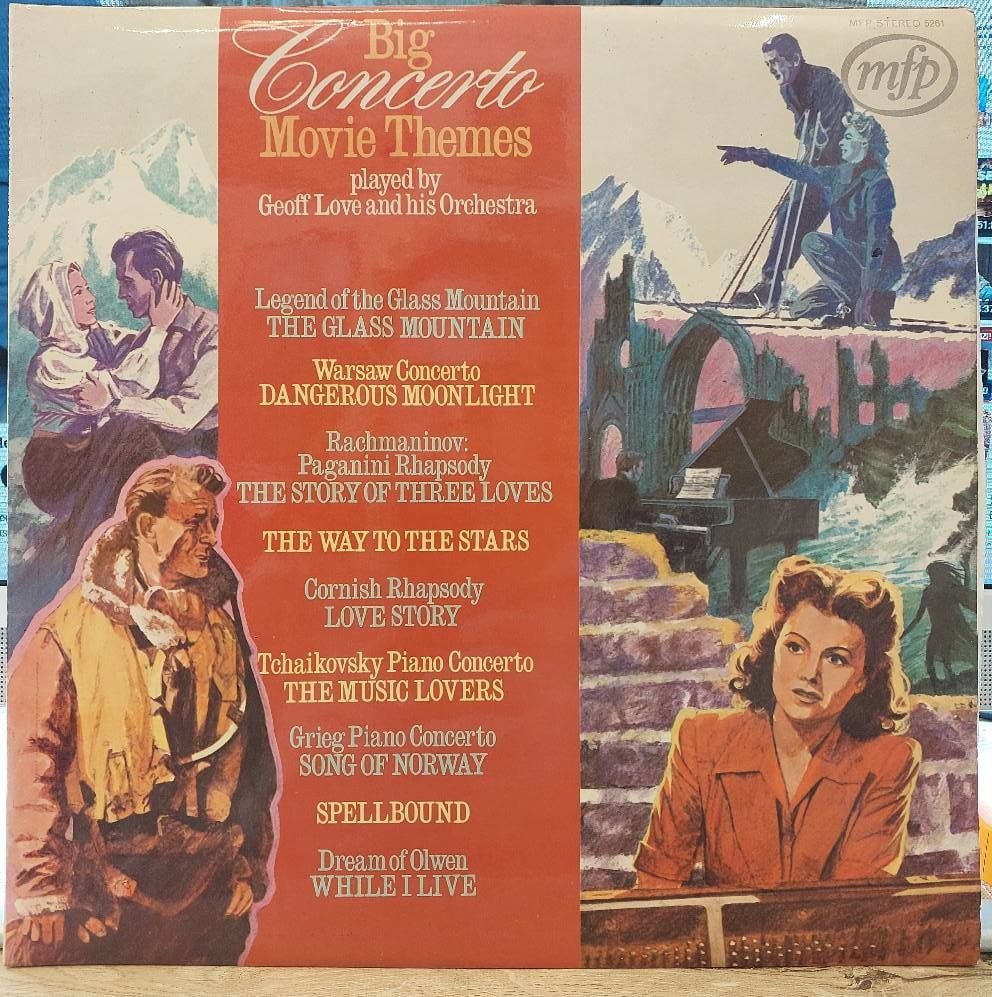 Big
Concerto
Movie Themes
played by
Geoff Love and his Orchestra
MFP STEREO 5261
mfp
Legend of the Glass Mountain
THE GLASS MOUNTAIN
Warsaw Concerto
DANGEROUS MOONLIGHT
Rachmaninov:
Paganini Rhapsody
THE STORY OF THREE LOVES
THE WAY TO THE STARS
Cornish Rhapsody
LOVE STORY
Tchaikovsky Piano Concerto
THE MUSIC LOVERS
Grieg Piano Concerto
SONG OF NORWAY
SPELLBOUND
Dream of Olwen
WHILE I LIVE